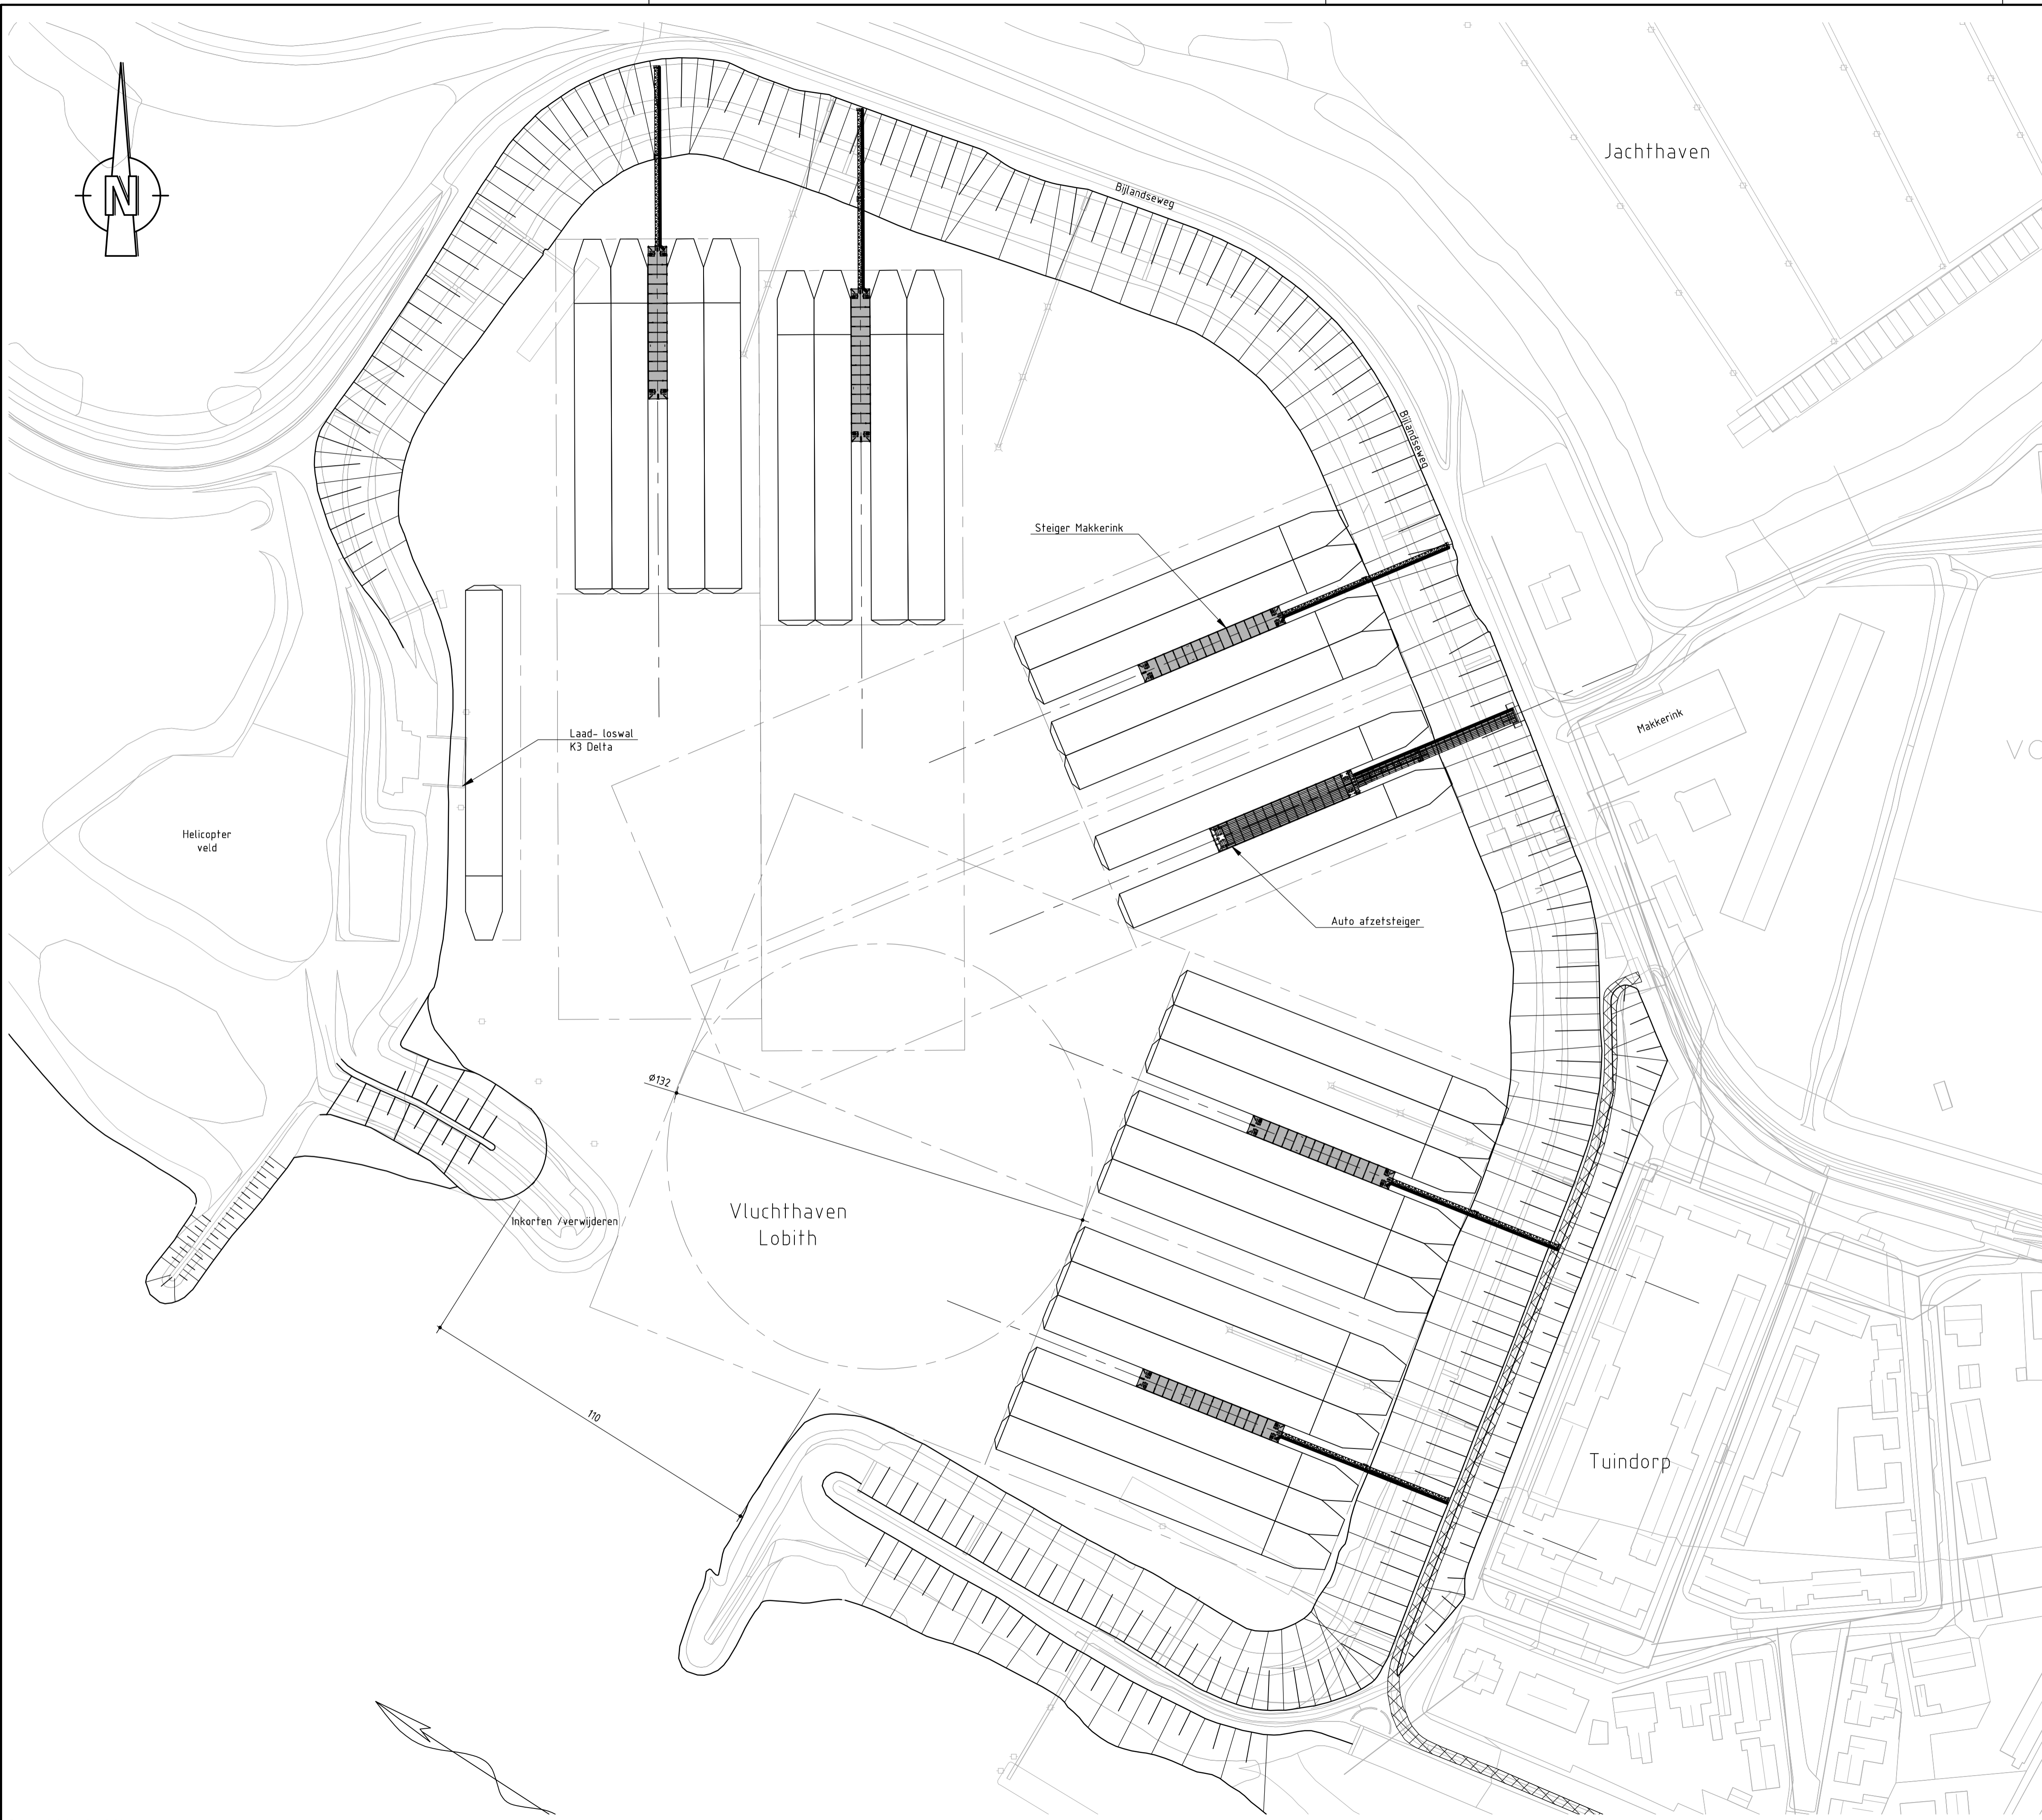 N
Jachthaven
Bijlandseweg
Bijlandseweg
Steiger Makkerink
Makkerink
Laad- loswal
K3 Delta
Helicopter
veld
Auto afzetsteiger
Ø132
Vluchthaven
Lobith
Inkorten /verwijderen
110
Tuindorp